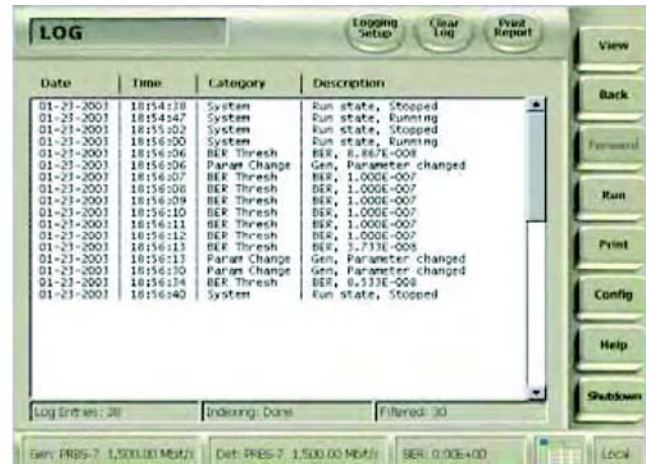 LOG
Logging Setup
Clear Log
Print Report
View
Back
Forward
Run
Print
Config
Help
Shutdown
Date Time Category Description
01-23-2003 18:54:38 System Run state, Stopped
01-23-2003 18:54:47 System Run state, Running
01-23-2003 18:55:02 System Run state, Stopped
01-23-2003 18:56:00 System Run state, Running
01-23-2003 18:56:06 BER Thresh BER, 8.867E-008
01-23-2003 18:56:06 Param Change Gen, Parameter changed
01-23-2003 18:56:07 BER Thresh BER, 1.000E-007
01-23-2003 18:56:08 BER Thresh BER, 1.000E-007
01-23-2003 18:56:09 BER Thresh BER, 1.000E-007
01-23-2003 18:56:10 BER Thresh BER, 1.000E-007
01-23-2003 18:56:11 BER Thresh BER, 1.000E-007
01-23-2003 18:56:12 BER Thresh BER, 1.000E-007
01-23-2003 18:56:13 BER Thresh BER, 3.733E-008
01-23-2003 18:56:13 Param Change Gen, Parameter changed
01-23-2003 18:56:30 Param Change Gen, Parameter changed
01-23-2003 18:56:34 BER Thresh BER, 8.533E-008
01-23-2003 18:56:40 System Run state, Stopped
Log Entries: Indexing: Done Filtered: 30
Gen: PRBS-7 1,500.00 Mbit/s Det: PRBS-7 1,500.00 Mbit/s BER: 0.00E+00 Local